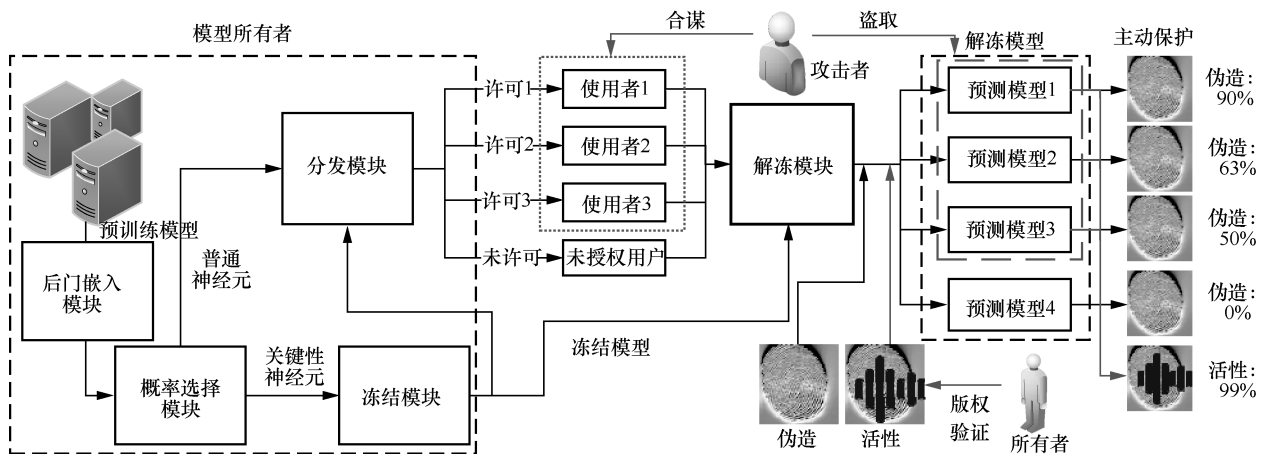 模型所有者
预训练模型
后门嵌入
模块
普通
神经元
概率选择
模块
关键性
神经元
冻结模块
分发模块
许可1
许可2
许可3
未许可
合谋
使用者1
使用者2
使用者3
未授权用户
攻击者
盗取
解冻模块
冻结模型
解冻模型
预测模型1
预测模型2
预测模型3
预测模型4
伪造
活性
版权
验证
所有者
主动保护
伪造：
90%
伪造：
63%
伪造：
50%
伪造：
0%
活性：
99%